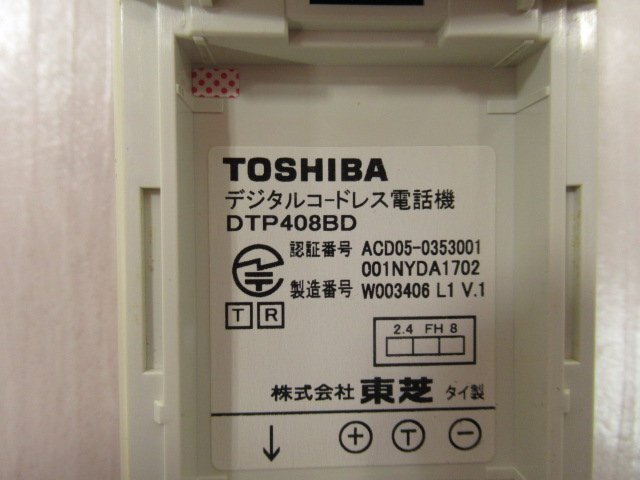 TOSHIBA
デジタルコードレス電話機
DTP408BD
認証番号 ACD05-0353001
001NYDA1702
製造番号 W003406 L1 V.1
T R
2.4 FH 8
株式会社 東芝 タイ製
↓ + T -